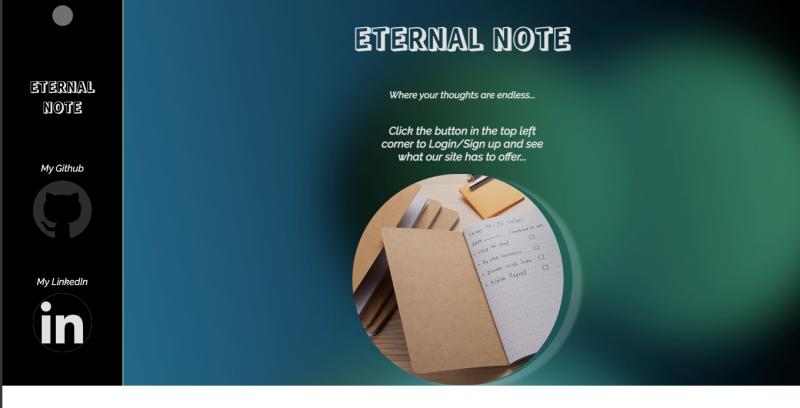 ETERNAL
NOTE
My Github
My LinkedIn
in
ETERNAL NOTE
Where your thoughts are endless...
Click the button in the top left
corner to Login/Sign up and see
what our site has to offer...